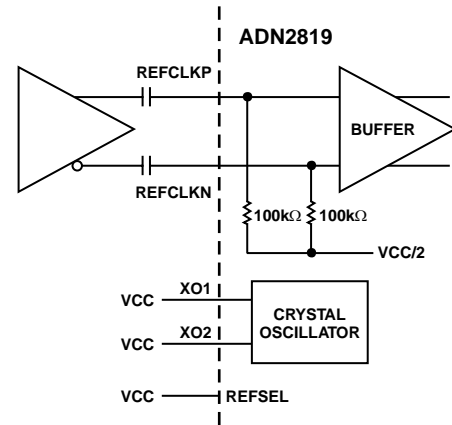 ADN2819
REFCLKP
BUFFER
REFCLKN
100kΩ 100kΩ
VCC/2
VCC XO1
CRYSTAL
OSCILLATOR
VCC XO2
VCC REFSEL